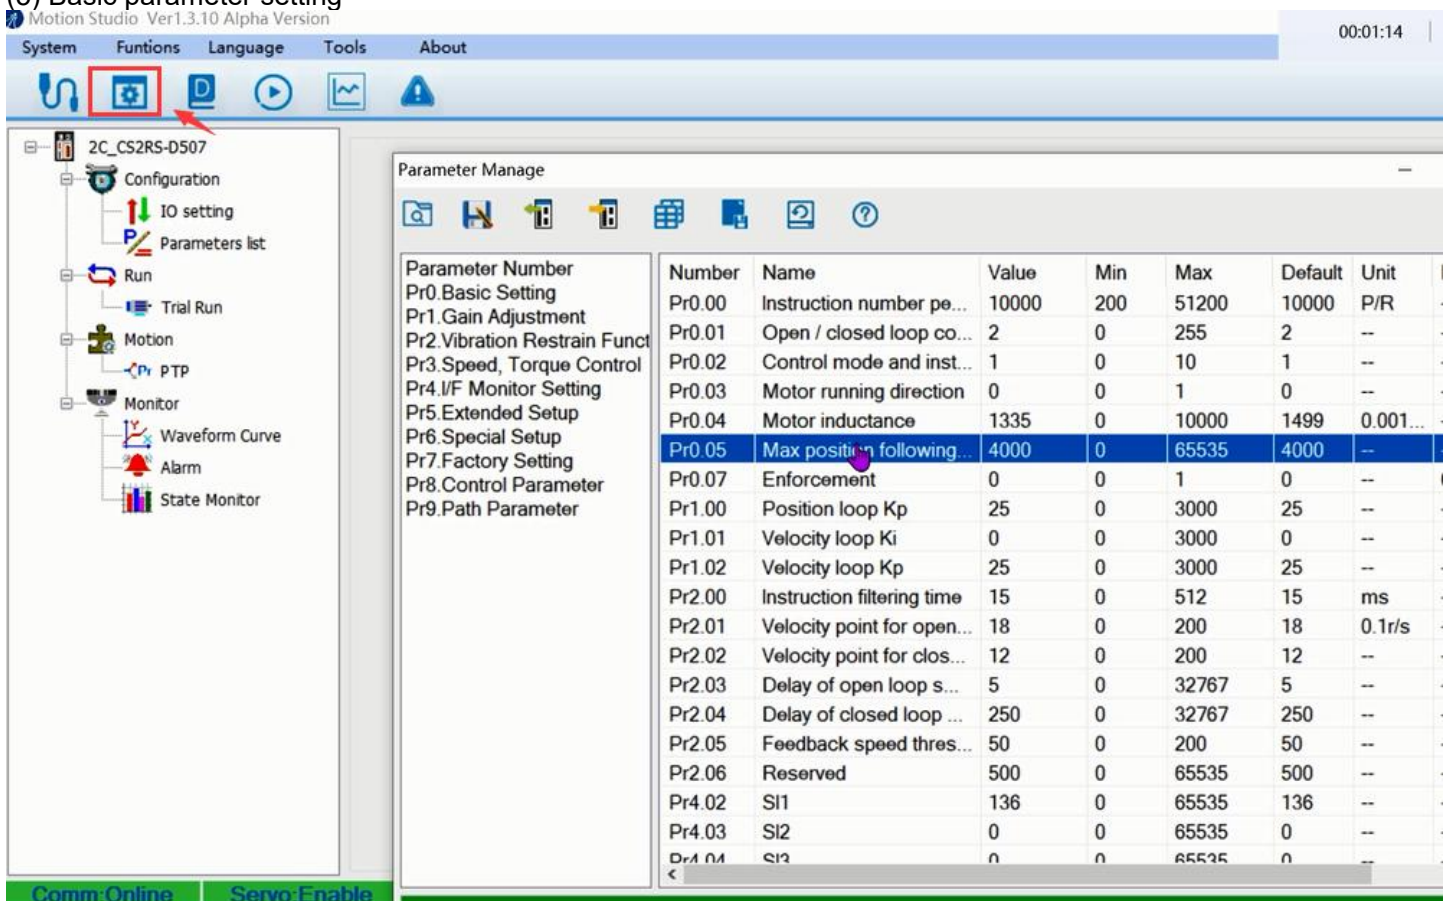 (3) Basic parameter setting
Motion Studio Ver1.3.10 Alpha Version
00:01:14
System Funtions Language Tools About
2C_CS2RS-D507
Configuration
IO setting
Parameters list
Run
Trial Run
Motion
PTP
Monitor
Waveform Curve
Alarm
State Monitor
Comm:Online Servo:Enable
Parameter Manage
Parameter Number
Pr0.Basic Setting
Pr1.Gain Adjustment
Pr2.Vibration Restrain Funct
Pr3.Speed, Torque Control
Pr4.I/F Monitor Setting
Pr5.Extended Setup
Pr6.Special Setup
Pr7.Factory Setting
Pr8.Control Parameter
Pr9.Path Parameter
Number Name Value Min Max Default Unit
Pr0.00 Instruction number pe... 10000 200 51200 10000 P/R
Pr0.01 Open / closed loop co... 2 0 255 2 --
Pr0.02 Control mode and inst... 1 0 10 1 --
Pr0.03 Motor running direction 0 0 1 0 --
Pr0.04 Motor inductance 1335 0 10000 1499 0.001...
Pr0.05 Max position following... 4000 0 65535 4000 --
Pr0.07 Enforcement 0 0 1 0 --
Pr1.00 Position loop Kp 25 0 3000 25 --
Pr1.01 Velocity loop Ki 0 0 3000 0 --
Pr1.02 Velocity loop Kp 25 0 3000 25 --
Pr2.00 Instruction filtering time 15 0 512 15 ms
Pr2.01 Velocity point for open... 18 0 200 18 0.1r/s
Pr2.02 Velocity point for clos... 12 0 200 12 --
Pr2.03 Delay of open loop s... 5 0 32767 5 --
Pr2.04 Delay of closed loop ... 250 0 32767 250 --
Pr2.05 Feedback speed thres... 50 0 200 50 --
Pr2.06 Reserved 500 0 65535 500 --
Pr4.02 SI1 136 0 65535 136 --
Pr4.03 SI2 0 0 65535 0 --
Pr4.04 SI3 0 0 65535 0 --